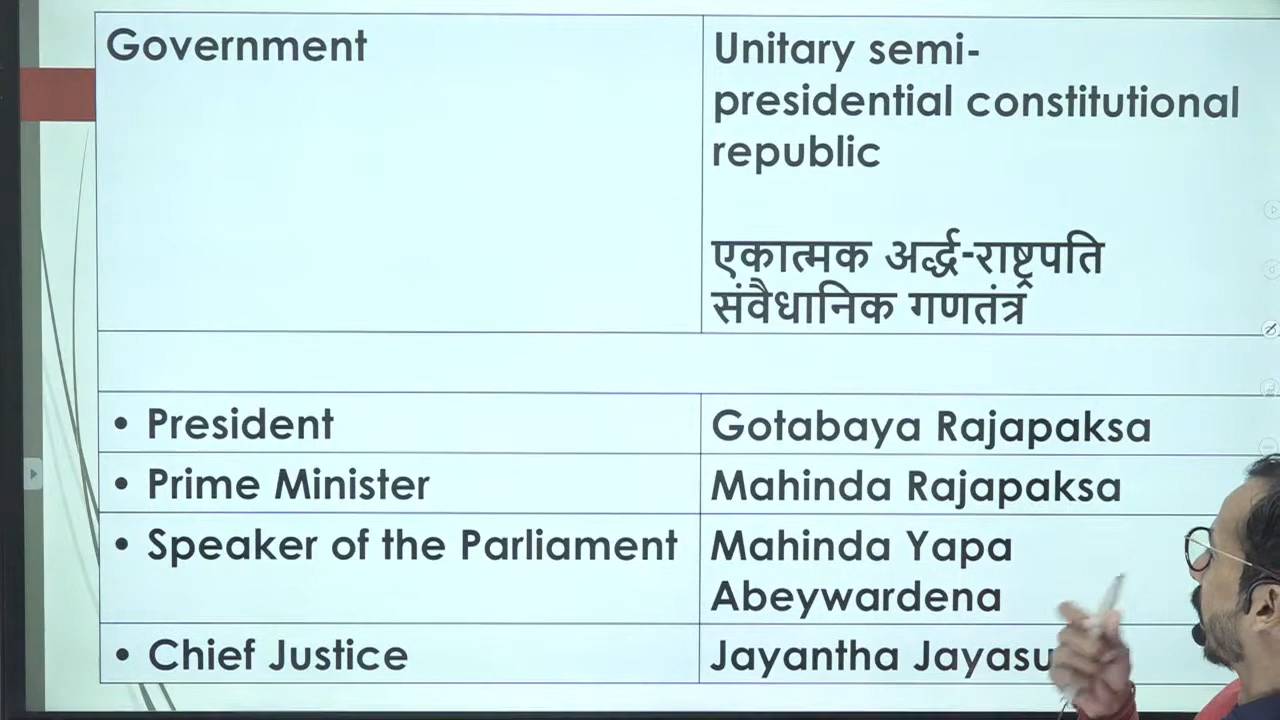 Government
Unitary semi-
presidential constitutional
republic
एकात्मक अर्द्ध-राष्ट्रपति
संवैधानिक गणतंत्र
• President
Gotabaya Rajapaksa
• Prime Minister
Mahinda Rajapaksa
• Speaker of the Parliament
Mahinda Yapa
Abeywardena
• Chief Justice
Jayantha